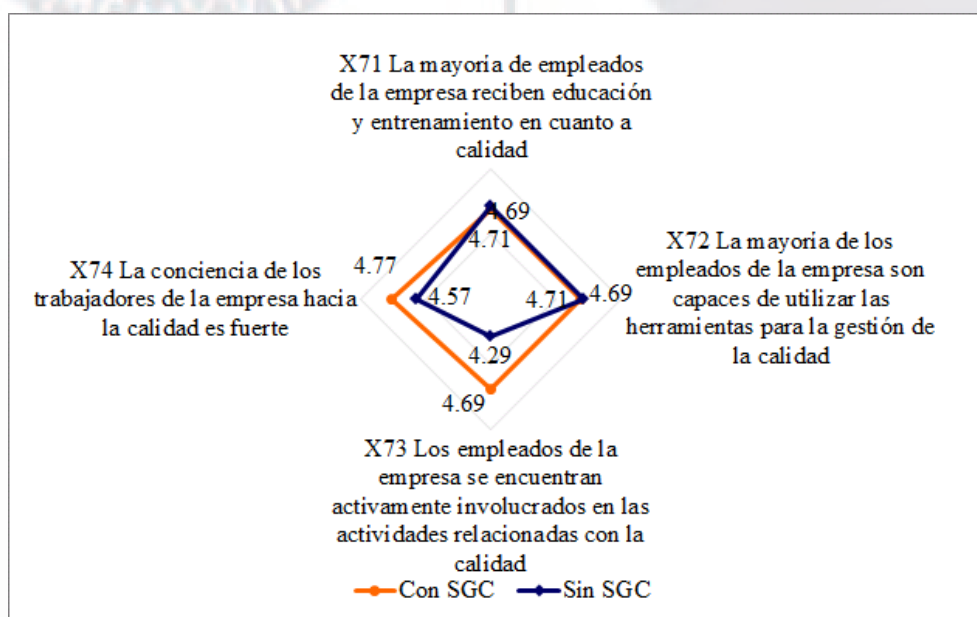 X71 La mayoría de empleados
de la empresa reciben educación
y entrenamiento en cuanto a
calidad
4.69
4.71
X72 La mayoría de los
empleados de la empresa son
capaces de utilizar las
herramientas para la gestión de
la calidad
4.71
4.69
X74 La conciencia de los
trabajadores de la empresa hacia
la calidad es fuerte
4.77
4.57
4.29
4.69
X73 Los empleados de la
empresa se encuentran
activamente involucrados en las
actividades relacionadas con la
calidad
Con SGC
Sin SGC